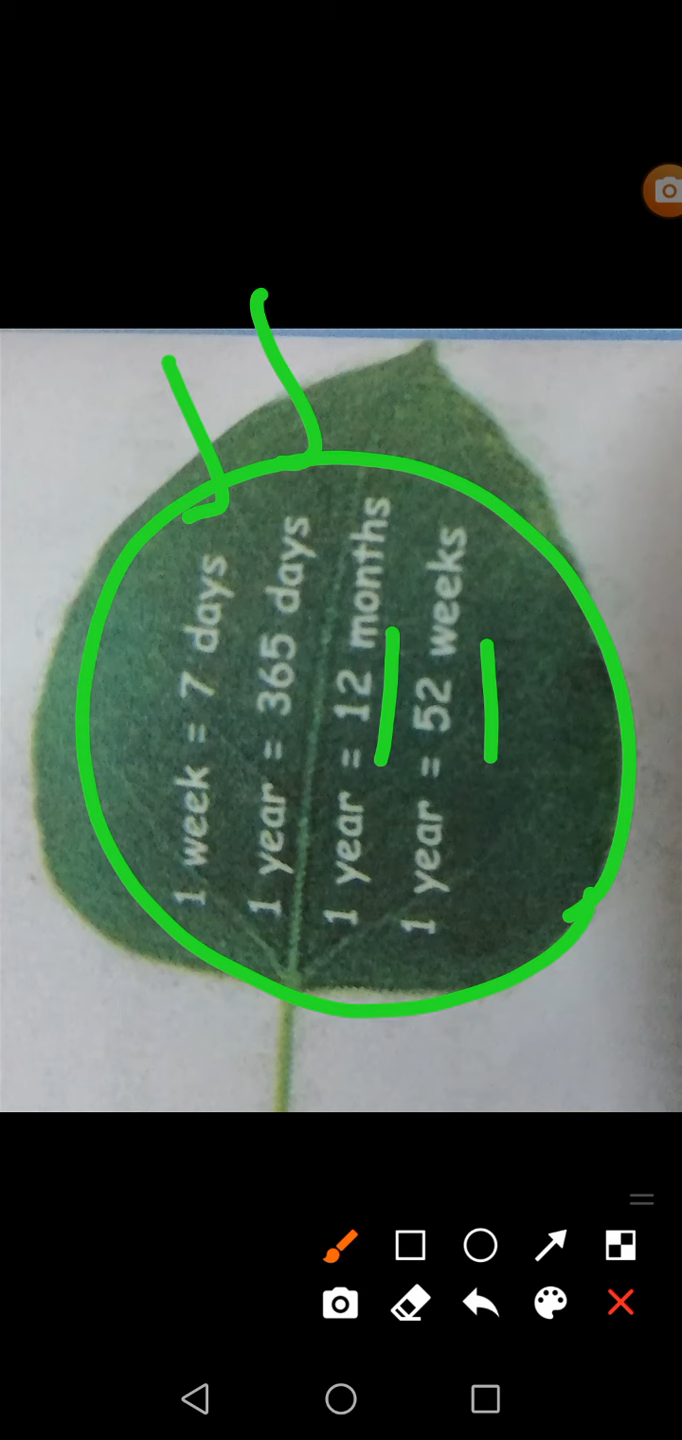 1 week = 7 days
1 year = 365 days
1 year = 12 months
1 year = 52 weeks